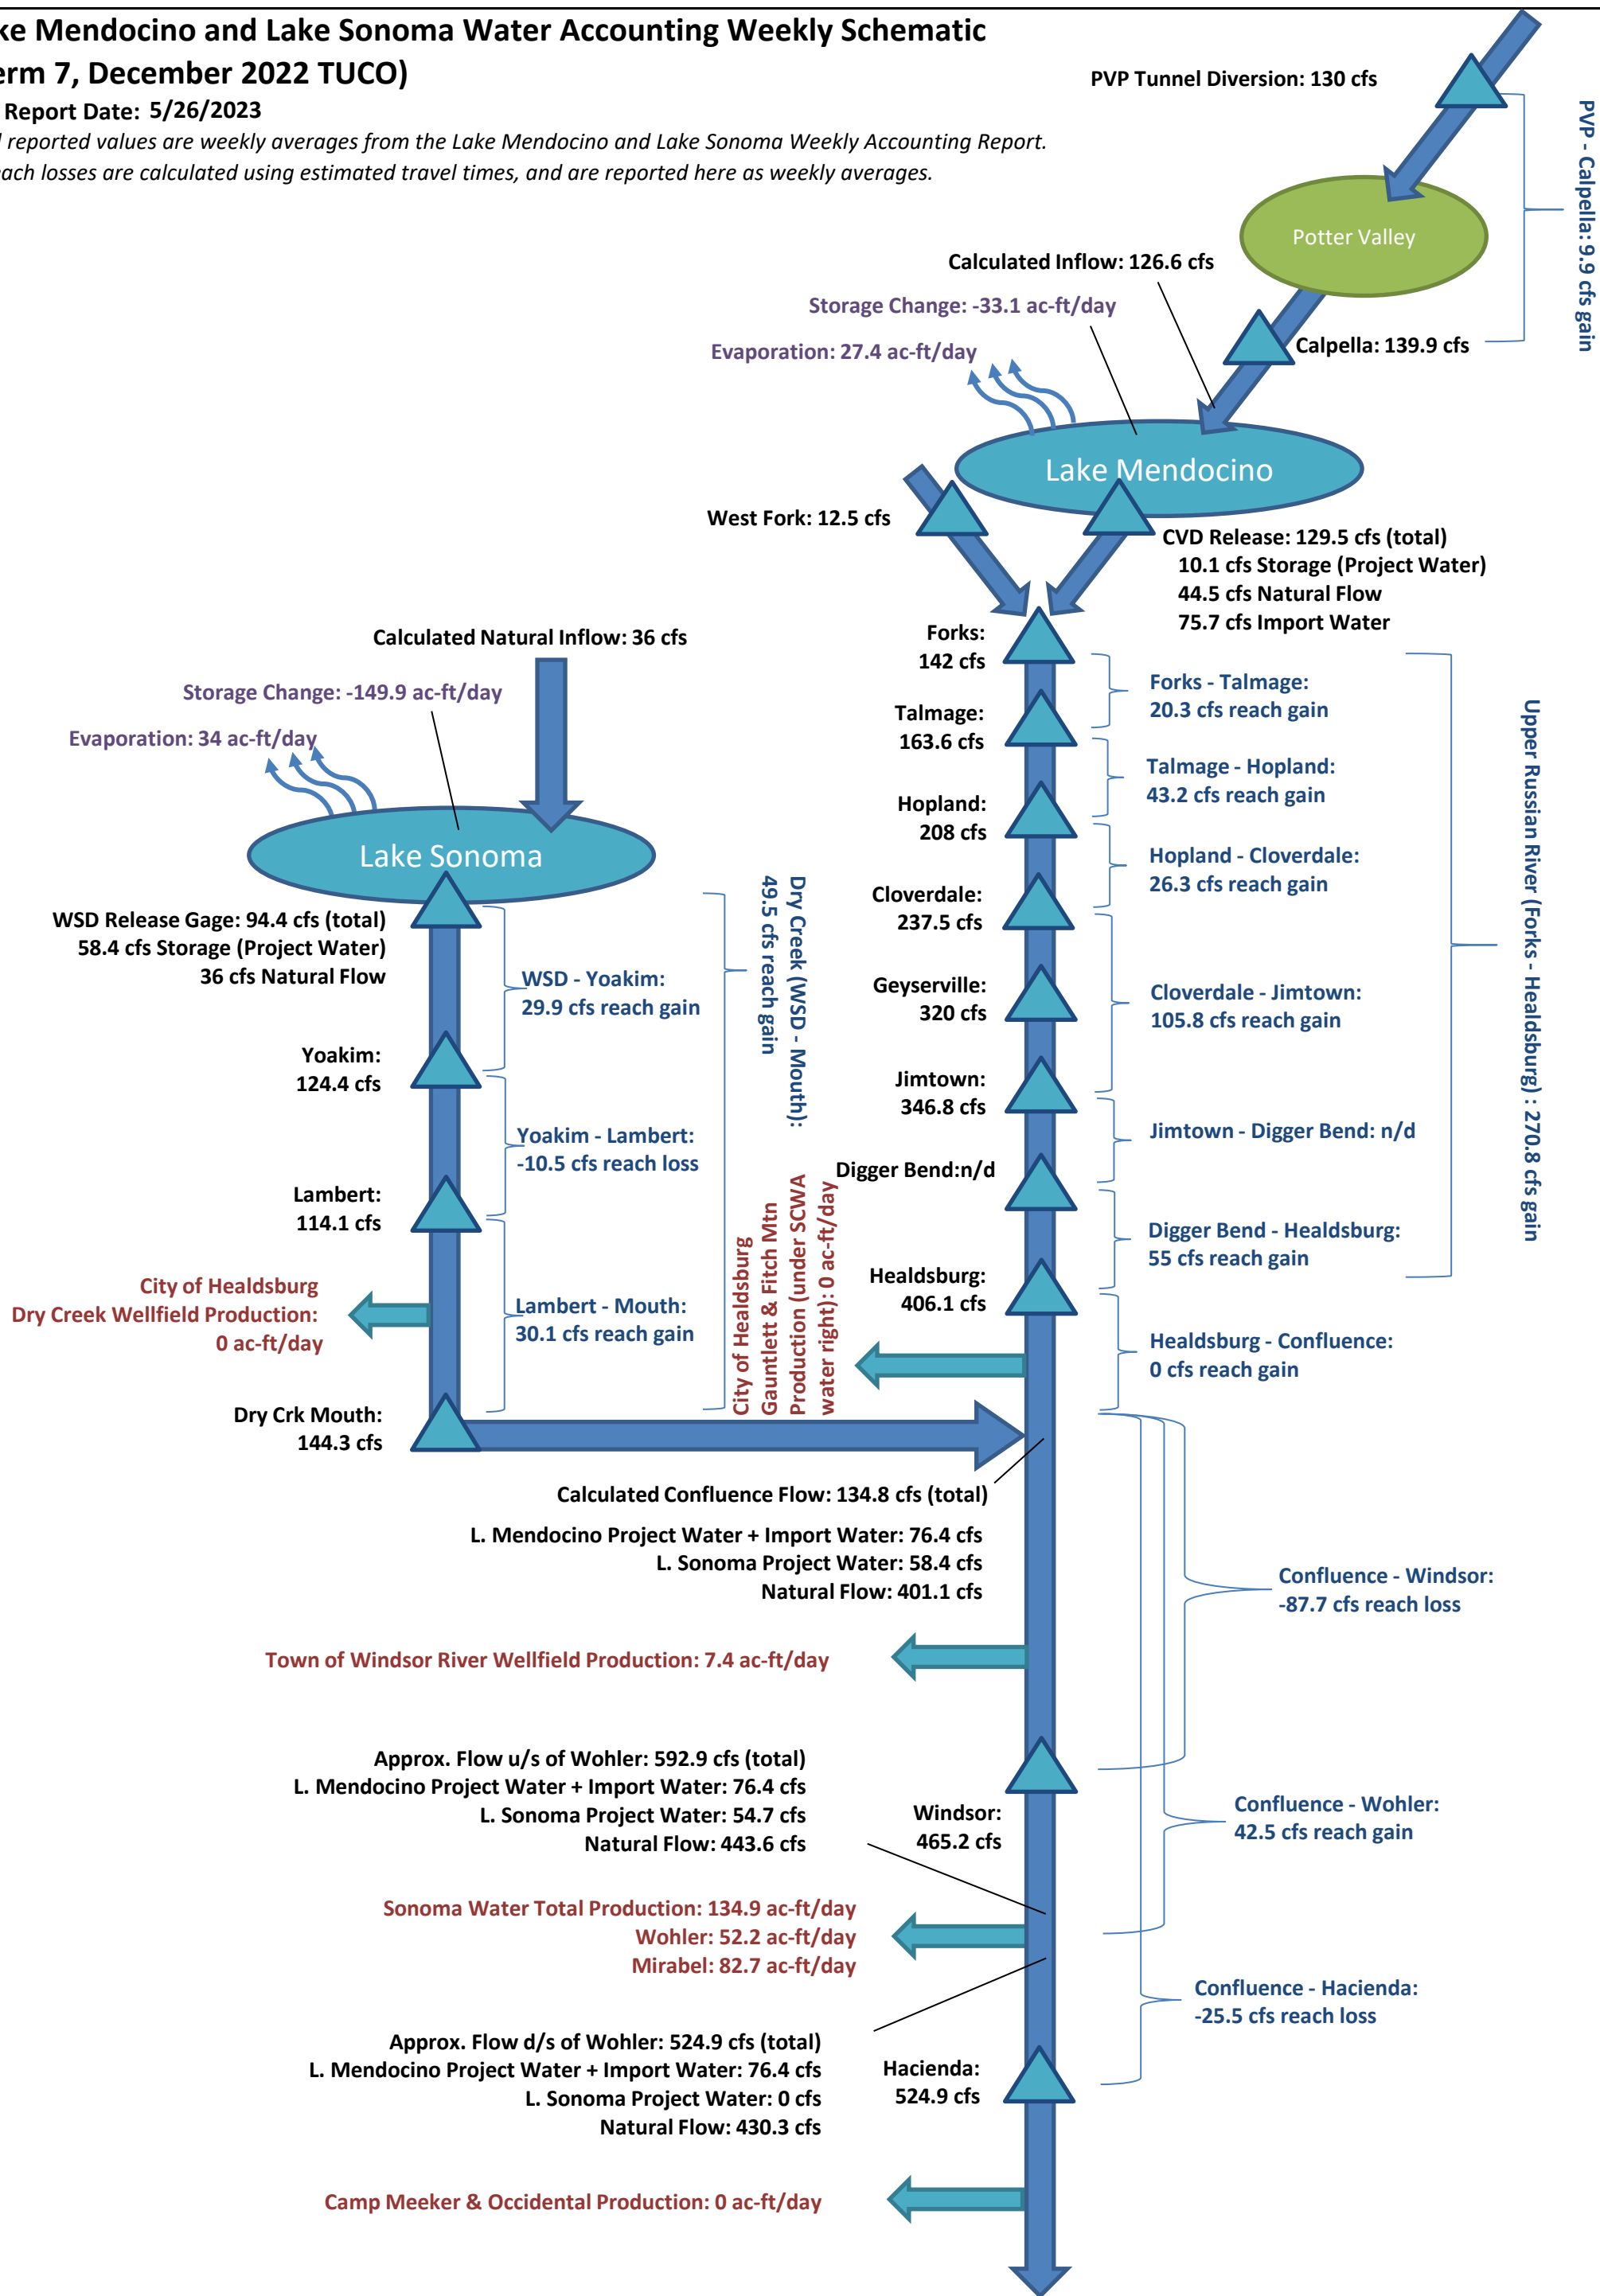 ke Mendocino and Lake Sonoma Water Accounting Weekly Schematic
erm 7, December 2022 TUCO)
Report Date: 5/26/2023
l reported values are weekly averages from the Lake Mendocino and Lake Sonoma Weekly Accounting Report.
each losses are calculated using estimated travel times, and are reported here as weekly averages.
PVP Tunnel Diversion: 130 cfs
PVP - Calpella: 9.9 cfs gain
Potter Valley
Calculated Inflow: 126.6 cfs
Storage Change: -33.1 ac-ft/day
Evaporation: 27.4 ac-ft/day
Calpella: 139.9 cfs
Lake Mendocino
West Fork: 12.5 cfs
CVD Release: 129.5 cfs (total)
10.1 cfs Storage (Project Water)
44.5 cfs Natural Flow
75.7 cfs Import Water
Calculated Natural Inflow: 36 cfs
Storage Change: -149.9 ac-ft/day
Evaporation: 34 ac-ft/day
Lake Sonoma
WSD Release Gage: 94.4 cfs (total)
58.4 cfs Storage (Project Water)
36 cfs Natural Flow
WSD - Yoakim:
29.9 cfs reach gain
Yoakim:
124.4 cfs
Yoakim - Lambert:
-10.5 cfs reach loss
Lambert:
114.1 cfs
City of Healdsburg
Dry Creek Wellfield Production:
0 ac-ft/day
Lambert - Mouth:
30.1 cfs reach gain
Dry Crk Mouth:
144.3 cfs
Dry Creek (WSD - Mouth):
49.5 cfs reach gain
City of Healdsburg
Gauntlett & Fitch Mtn
Production (under SCWA
water right): 0 ac-ft/day
Forks:
142 cfs
Forks - Talmage:
20.3 cfs reach gain
Talmage:
163.6 cfs
Talmage - Hopland:
43.2 cfs reach gain
Hopland:
208 cfs
Hopland - Cloverdale:
26.3 cfs reach gain
Cloverdale:
237.5 cfs
Geyserville:
320 cfs
Cloverdale - Jimtown:
105.8 cfs reach gain
Jimtown:
346.8 cfs
Jimtown - Digger Bend: n/d
Digger Bend:n/d
Digger Bend - Healdsburg:
55 cfs reach gain
Healdsburg:
406.1 cfs
Healdsburg - Confluence:
0 cfs reach gain
Upper Russian River (Forks - Healdsburg) : 270.8 cfs gain
Calculated Confluence Flow: 134.8 cfs (total)
L. Mendocino Project Water + Import Water: 76.4 cfs
L. Sonoma Project Water: 58.4 cfs
Natural Flow: 401.1 cfs
Confluence - Windsor:
-87.7 cfs reach loss
Town of Windsor River Wellfield Production: 7.4 ac-ft/day
Approx. Flow u/s of Wohler: 592.9 cfs (total)
L. Mendocino Project Water + Import Water: 76.4 cfs
L. Sonoma Project Water: 54.7 cfs
Natural Flow: 443.6 cfs
Windsor:
465.2 cfs
Confluence - Wohler:
42.5 cfs reach gain
Sonoma Water Total Production: 134.9 ac-ft/day
Wohler: 52.2 ac-ft/day
Mirabel: 82.7 ac-ft/day
Confluence - Hacienda:
-25.5 cfs reach loss
Approx. Flow d/s of Wohler: 524.9 cfs (total)
L. Mendocino Project Water + Import Water: 76.4 cfs
L. Sonoma Project Water: 0 cfs
Natural Flow: 430.3 cfs
Hacienda:
524.9 cfs
Camp Meeker & Occidental Production: 0 ac-ft/day